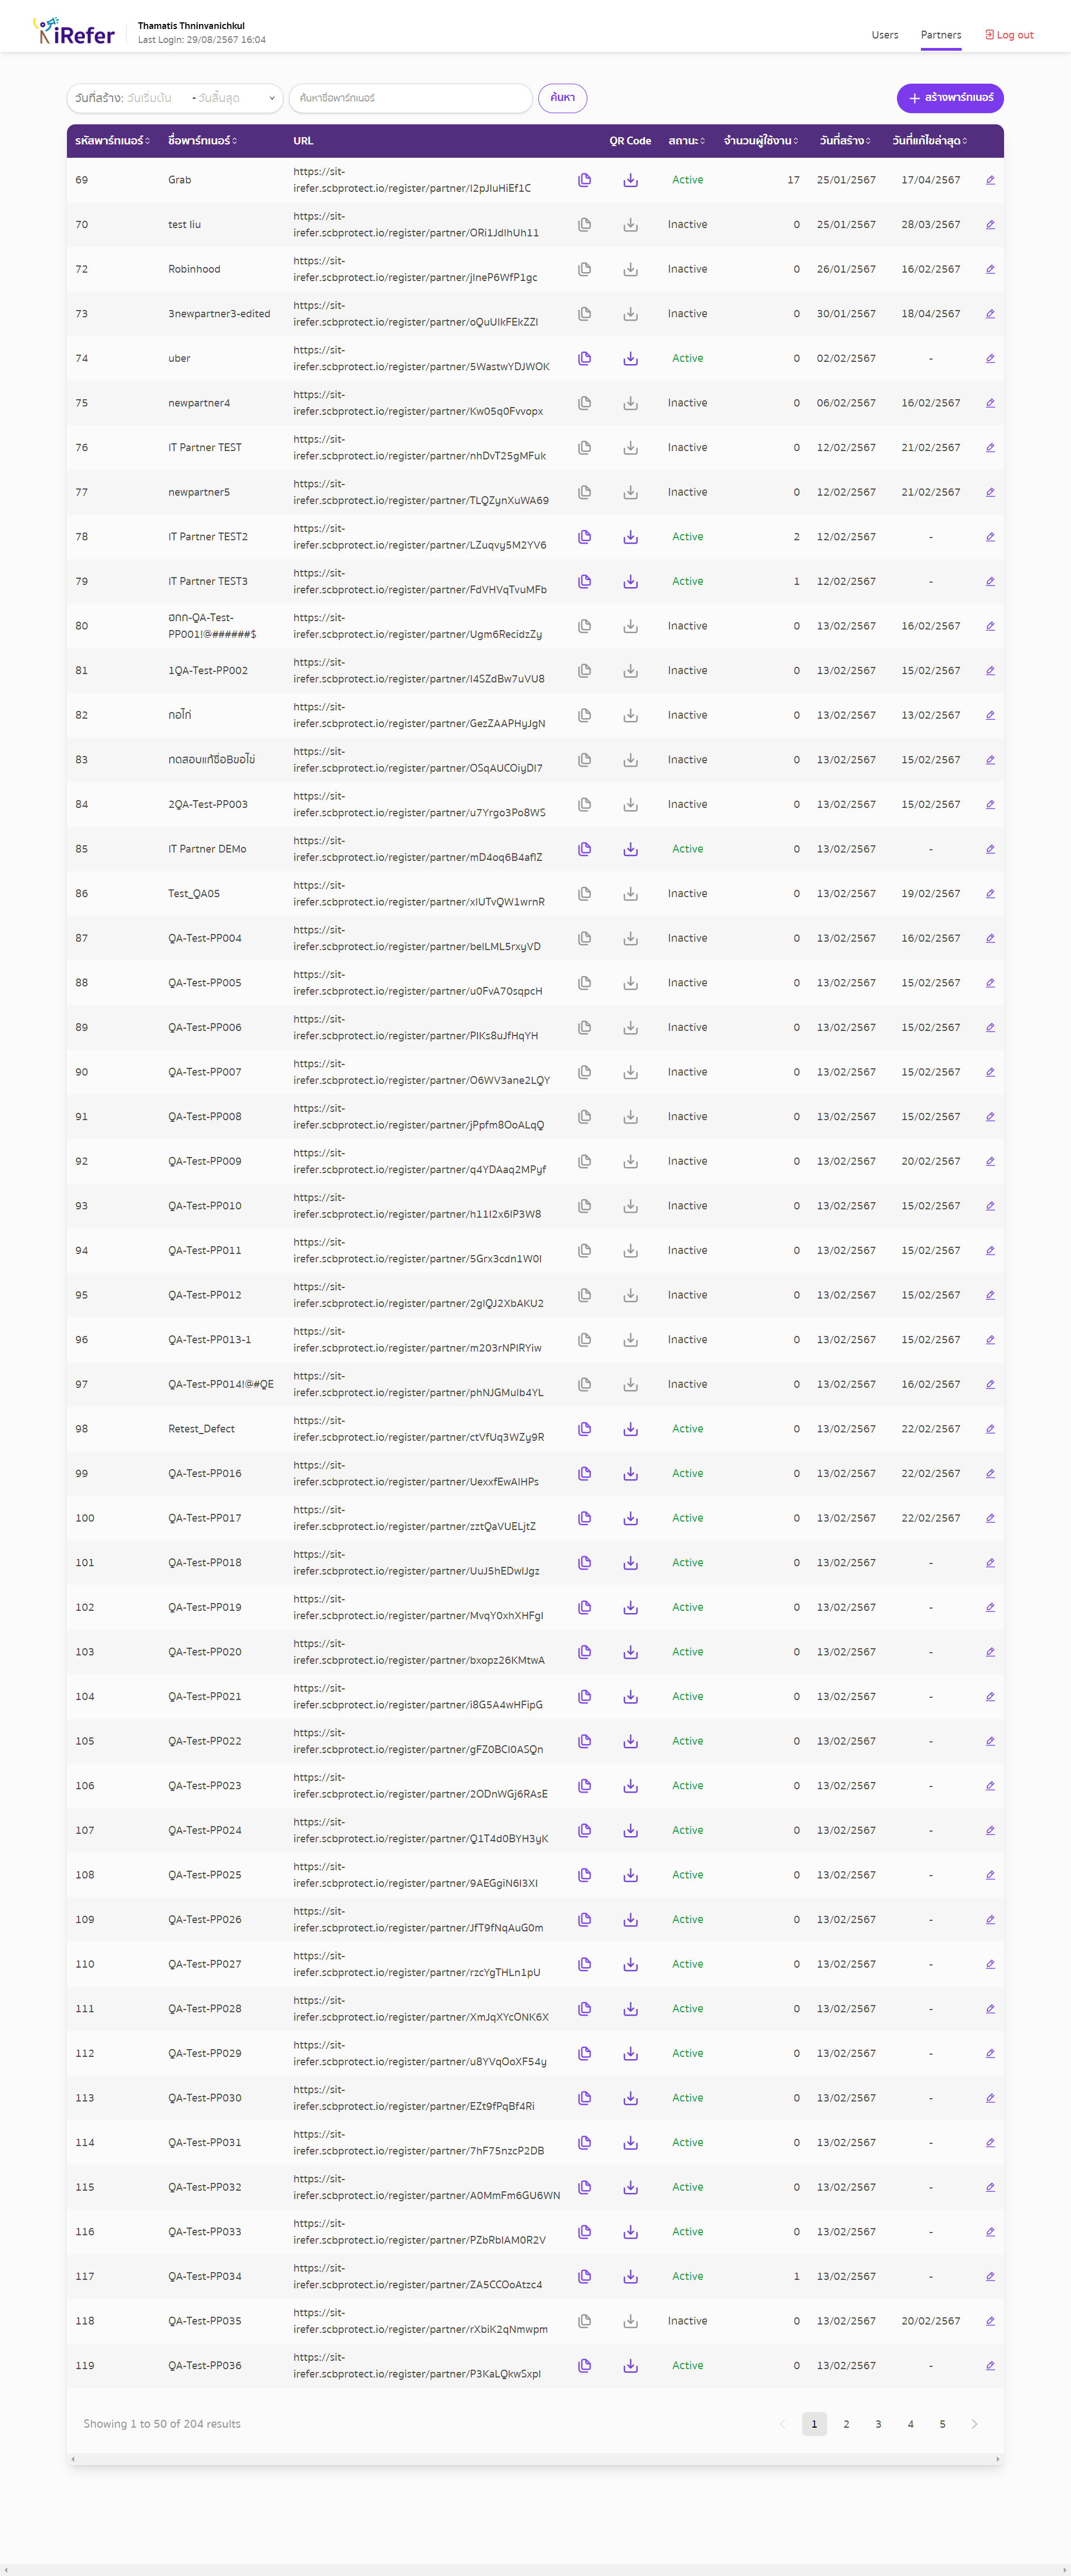 iRefer
Thamatis Thninvanichkul
Last Login: 29/08/2567 16:04
Users
Partners
Log out
วันที่สร้าง: วันเริ่มต้น - วันสิ้นสุด
ค้นหาชื่อพาร์ทเนอร์
ค้นหา
สร้างพาร์ทเนอร์
รหัสพาร์ทเนอร์ ชื่อพาร์ทเนอร์ URL QR Code สถานะ จำนวนผู้ใช้งาน วันที่สร้าง วันที่แก้ไขล่าสุด
https://sit-
69 Grab irefer.scbprotect.io/register/partner/I2pJIuHiEf1C Active 17 25/01/2567 17/04/2567
https://sit-
70 test liu irefer.scbprotect.io/register/partner/ORi1JdIhUh11 Inactive 0 25/01/2567 28/03/2567
https://sit-
72 Robinhood irefer.scbprotect.io/register/partner/jIneP6WfP1gc Inactive 0 26/01/2567 16/02/2567
https://sit-
73 3newpartner3-edited irefer.scbprotect.io/register/partner/oQuUIkFEkZZI Inactive 0 30/01/2567 18/04/2567
https://sit-
74 uber irefer.scbprotect.io/register/partner/5WastwYDJWOK Active 0 02/02/2567 -
https://sit-
75 newpartner4 irefer.scbprotect.io/register/partner/Kw05q0Fvvopx Inactive 0 06/02/2567 16/02/2567
https://sit-
76 IT Partner TEST irefer.scbprotect.io/register/partner/nhDvT25gMFuk Inactive 0 12/02/2567 21/02/2567
https://sit-
77 newpartner5 irefer.scbprotect.io/register/partner/TLQZynXuWA69 Inactive 0 12/02/2567 21/02/2567
https://sit-
78 IT Partner TEST2 irefer.scbprotect.io/register/partner/LZuqvy5M2YV6 Active 2 12/02/2567 -
https://sit-
79 IT Partner TEST3 irefer.scbprotect.io/register/partner/FdVHVqTvuMFb Active 1 12/02/2567 -
ฮกก-QA-Test- https://sit-
80 PP001!@######$ irefer.scbprotect.io/register/partner/Ugm6RecidzZy Inactive 0 13/02/2567 16/02/2567
https://sit-
81 1QA-Test-PP002 irefer.scbprotect.io/register/partner/I4SZdBw7uVU8 Inactive 0 13/02/2567 15/02/2567
https://sit-
82 กอไก่ irefer.scbprotect.io/register/partner/GezZAAPHyJgN Inactive 0 13/02/2567 13/02/2567
https://sit-
83 ทดสอบแก้ชื่อBขอไข่ irefer.scbprotect.io/register/partner/OSqAUCOiyDI7 Inactive 0 13/02/2567 15/02/2567
https://sit-
84 2QA-Test-PP003 irefer.scbprotect.io/register/partner/u7Yrgo3Po8WS Inactive 0 13/02/2567 15/02/2567
https://sit-
85 IT Partner DEMo irefer.scbprotect.io/register/partner/mD4oq6B4aflZ Active 0 13/02/2567 -
https://sit-
86 Test_QA05 irefer.scbprotect.io/register/partner/xIUTvQW1wrnR Inactive 0 13/02/2567 19/02/2567
https://sit-
87 QA-Test-PP004 irefer.scbprotect.io/register/partner/beILML5rxyVD Inactive 0 13/02/2567 16/02/2567
https://sit-
88 QA-Test-PP005 irefer.scbprotect.io/register/partner/u0FvA70sqpcH Inactive 0 13/02/2567 15/02/2567
https://sit-
89 QA-Test-PP006 irefer.scbprotect.io/register/partner/PIKs8uJfHqYH Inactive 0 13/02/2567 15/02/2567
https://sit-
90 QA-Test-PP007 irefer.scbprotect.io/register/partner/O6WV3ane2LQY Inactive 0 13/02/2567 15/02/2567
https://sit-
91 QA-Test-PP008 irefer.scbprotect.io/register/partner/jPpfm8OoALqQ Inactive 0 13/02/2567 15/02/2567
https://sit-
92 QA-Test-PP009 irefer.scbprotect.io/register/partner/q4YDAaq2MPyf Inactive 0 13/02/2567 20/02/2567
https://sit-
93 QA-Test-PP010 irefer.scbprotect.io/register/partner/h11I2x6IP3W8 Inactive 0 13/02/2567 15/02/2567
https://sit-
94 QA-Test-PP011 irefer.scbprotect.io/register/partner/5Grx3cdn1W0I Inactive 0 13/02/2567 15/02/2567
https://sit-
95 QA-Test-PP012 irefer.scbprotect.io/register/partner/2gIQJ2XbAKU2 Inactive 0 13/02/2567 15/02/2567
https://sit-
96 QA-Test-PP013-1 irefer.scbprotect.io/register/partner/m203rNPIRYiw Inactive 0 13/02/2567 15/02/2567
https://sit-
97 QA-Test-PP014!@#QE irefer.scbprotect.io/register/partner/phNJGMuIb4YL Inactive 0 13/02/2567 16/02/2567
https://sit-
98 Retest_Defect irefer.scbprotect.io/register/partner/ctVfUq3WZy9R Active 0 13/02/2567 22/02/2567
https://sit-
99 QA-Test-PP016 irefer.scbprotect.io/register/partner/UexxfEwAIHPs Active 0 13/02/2567 22/02/2567
https://sit-
100 QA-Test-PP017 irefer.scbprotect.io/register/partner/zztQaVUELjtZ Active 0 13/02/2567 22/02/2567
https://sit-
101 QA-Test-PP018 irefer.scbprotect.io/register/partner/UuJ5hEDwIJgz Active 0 13/02/2567 -
https://sit-
102 QA-Test-PP019 irefer.scbprotect.io/register/partner/MvqY0xhXHFgI Active 0 13/02/2567 -
https://sit-
103 QA-Test-PP020 irefer.scbprotect.io/register/partner/bxopz26KMtwA Active 0 13/02/2567 -
https://sit-
104 QA-Test-PP021 irefer.scbprotect.io/register/partner/i8G5A4wHFipG Active 0 13/02/2567 -
https://sit-
105 QA-Test-PP022 irefer.scbprotect.io/register/partner/gFZ0BCI0ASQn Active 0 13/02/2567 -
https://sit-
106 QA-Test-PP023 irefer.scbprotect.io/register/partner/2ODnWGj6RAsE Active 0 13/02/2567 -
https://sit-
107 QA-Test-PP024 irefer.scbprotect.io/register/partner/Q1T4d0BYH3yK Active 0 13/02/2567 -
https://sit-
108 QA-Test-PP025 irefer.scbprotect.io/register/partner/9AEGgiN6I3XI Active 0 13/02/2567 -
https://sit-
109 QA-Test-PP026 irefer.scbprotect.io/register/partner/JfT9fNqAuG0m Active 0 13/02/2567 -
https://sit-
110 QA-Test-PP027 irefer.scbprotect.io/register/partner/rzcYgTHLn1pU Active 0 13/02/2567 -
https://sit-
111 QA-Test-PP028 irefer.scbprotect.io/register/partner/XmJqXYcONK6X Active 0 13/02/2567 -
https://sit-
112 QA-Test-PP029 irefer.scbprotect.io/register/partner/u8YVqOoXF54y Active 0 13/02/2567 -
https://sit-
113 QA-Test-PP030 irefer.scbprotect.io/register/partner/EZt9fPqBf4Ri Active 0 13/02/2567 -
https://sit-
114 QA-Test-PP031 irefer.scbprotect.io/register/partner/7hF75nzcP2DB Active 0 13/02/2567 -
https://sit-
115 QA-Test-PP032 irefer.scbprotect.io/register/partner/A0MmFm6GU6WN Active 0 13/02/2567 -
https://sit-
116 QA-Test-PP033 irefer.scbprotect.io/register/partner/PZbRbIAM0R2V Active 0 13/02/2567 -
https://sit-
117 QA-Test-PP034 irefer.scbprotect.io/register/partner/ZA5CCOoAtzc4 Active 1 13/02/2567 -
https://sit-
118 QA-Test-PP035 irefer.scbprotect.io/register/partner/rXbiK2qNmwpm Inactive 0 13/02/2567 20/02/2567
https://sit-
119 QA-Test-PP036 irefer.scbprotect.io/register/partner/P3KaLQkwSxpI Active 0 13/02/2567 -
Showing 1 to 50 of 204 results 1 2 3 4 5